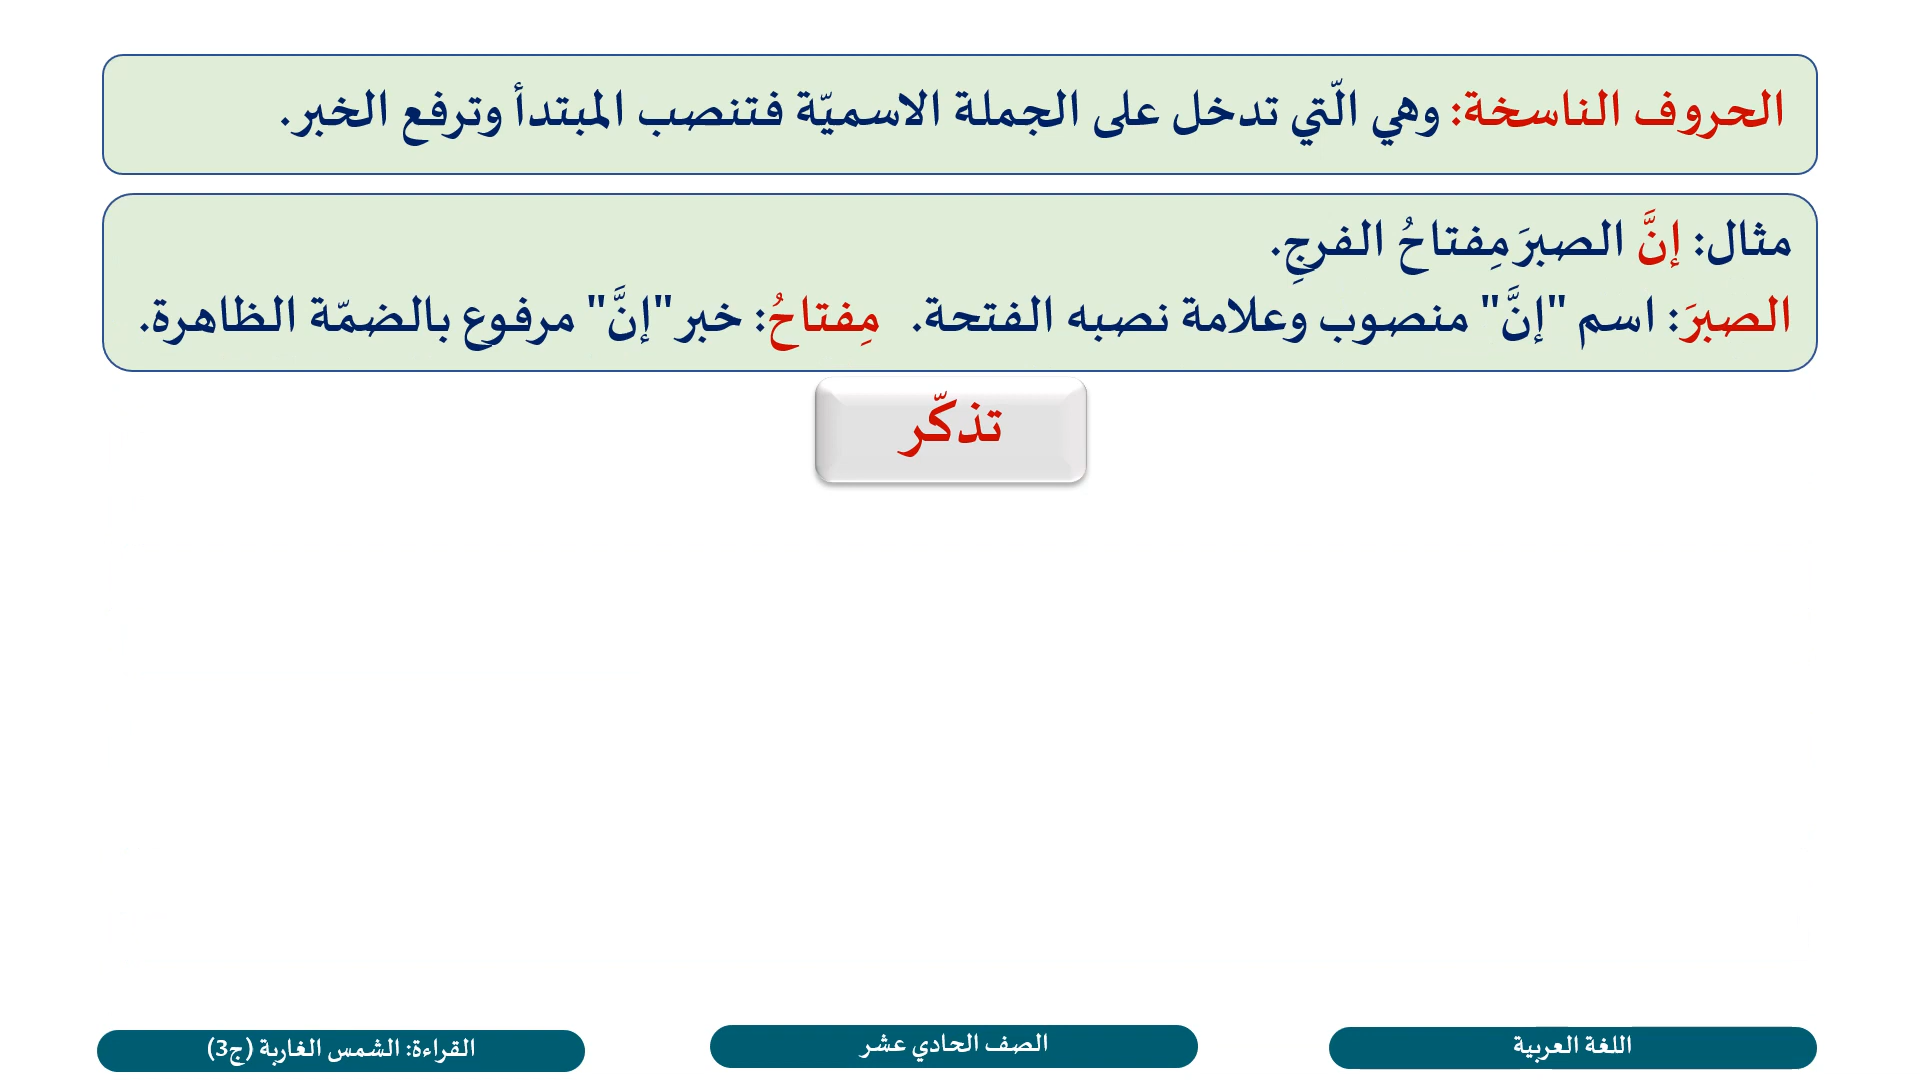 الحروف الناسخة: وهي الّتي تدخل على الجملة الاسميّة فتنصب المبتدأ وترفع الخبر.
مثال: إنَّ الصبرَ مِفتاحُ الفرجِ.
الصبرَ: اسم "إنَّ" منصوب وعلامة نصبه الفتحة. مِفتاحُ: خبر "إنَّ" مرفوع بالضمّة الظاهرة.
تذكّر
اللغة العربية
الصف الحادي عشر
القراءة: الشمس الغاربة (ج3)